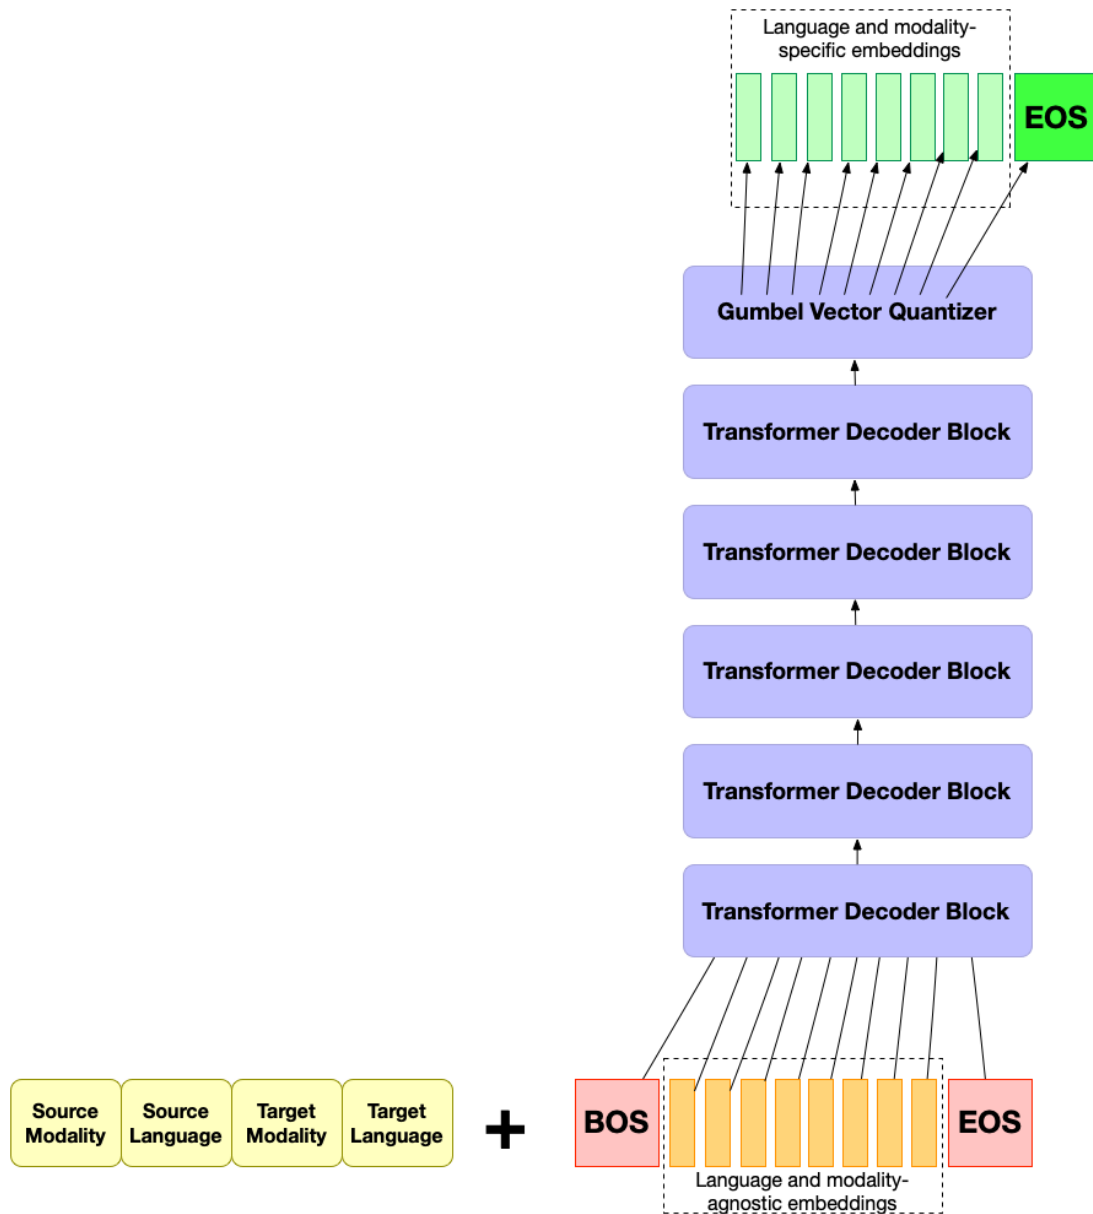 Language and modality-
specific embeddings
EOS
Gumbel Vector Quantizer
Transformer Decoder Block
Transformer Decoder Block
Transformer Decoder Block
Transformer Decoder Block
Transformer Decoder Block
Source
Modality
Source
Language
Target
Modality
Target
Language
+
BOS
EOS
Language and modality-
agnostic embeddings